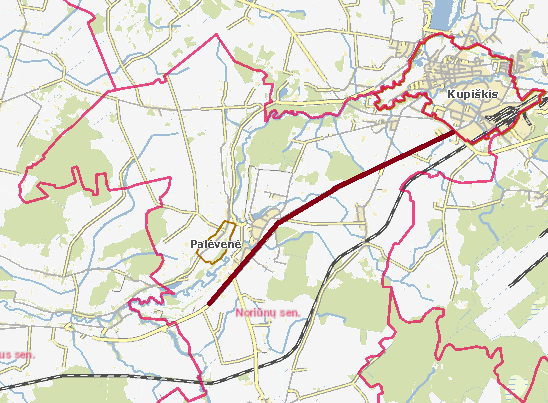 Kupiškis
Palėvenė
Noriūnų sen.
us sen.